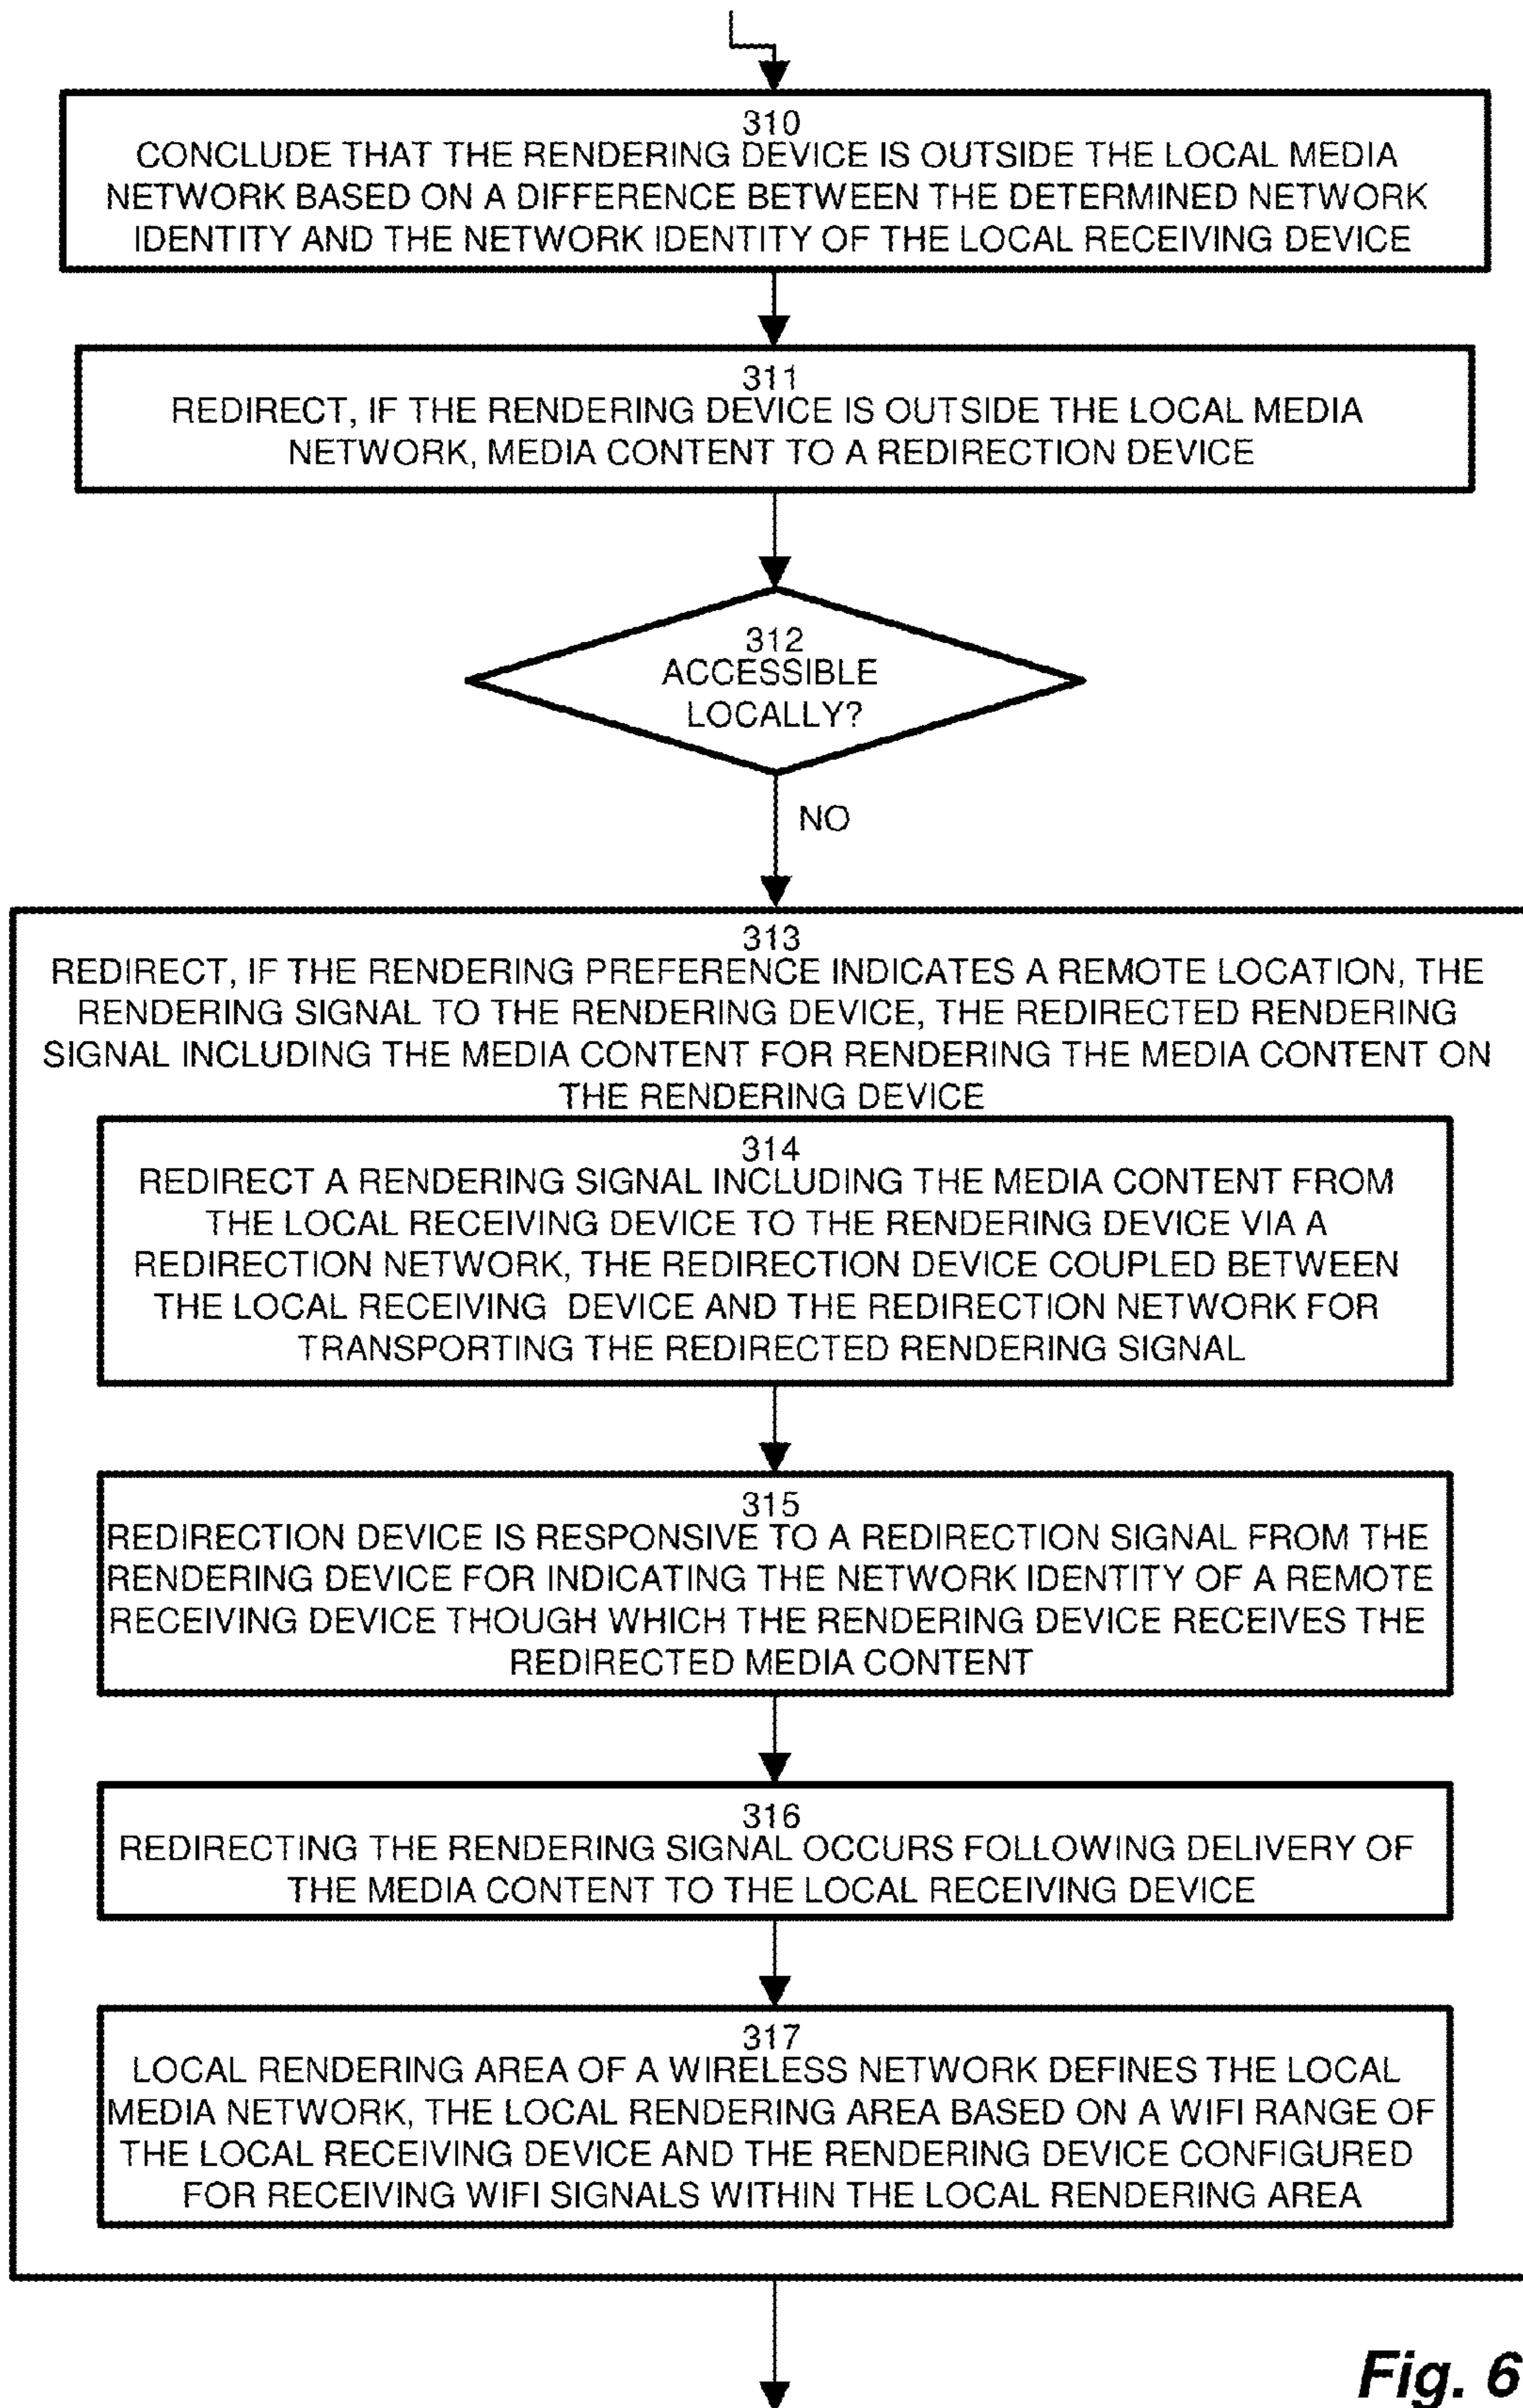 310
CONCLUDE THAT THE RENDERING DEVICE IS OUTSIDE THE LOCAL MEDIA
NETWORK BASED ON A DIFFERENCE BETWEEN THE DETERMINED NETWORK
IDENTITY AND THE NETWORK IDENTITY OF THE LOCAL RECEIVING DEVICE
311
REDIRECT, IF THE RENDERING DEVICE IS OUTSIDE THE LOCAL MEDIA
NETWORK, MEDIA CONTENT TO A REDIRECTION DEVICE
312
ACCESSIBLE
LOCALLY?
NO
313
REDIRECT, IF THE RENDERING PREFERENCE INDICATES A REMOTE LOCATION, THE
RENDERING SIGNAL TO THE RENDERING DEVICE, THE REDIRECTED RENDERING
SIGNAL INCLUDING THE MEDIA CONTENT FOR RENDERING THE MEDIA CONTENT ON
THE RENDERING DEVICE
314
REDIRECT A RENDERING SIGNAL INCLUDING THE MEDIA CONTENT FROM
THE LOCAL RECEIVING DEVICE TO THE RENDERING DEVICE VIA A
REDIRECTION NETWORK, THE REDIRECTION DEVICE COUPLED BETWEEN
THE LOCAL RECEIVING DEVICE AND THE REDIRECTION NETWORK FOR
TRANSPORTING THE REDIRECTED RENDERING SIGNAL
315
REDIRECTION DEVICE IS RESPONSIVE TO A REDIRECTION SIGNAL FROM THE
RENDERING DEVICE FOR INDICATING THE NETWORK IDENTITY OF A REMOTE
RECEIVING DEVICE THOUGH WHICH THE RENDERING DEVICE RECEIVES THE
REDIRECTED MEDIA CONTENT
316
REDIRECTING THE RENDERING SIGNAL OCCURS FOLLOWING DELIVERY OF
THE MEDIA CONTENT TO THE LOCAL RECEIVING DEVICE
317
LOCAL RENDERING AREA OF A WIRELESS NETWORK DEFINES THE LOCAL
MEDIA NETWORK, THE LOCAL RENDERING AREA BASED ON A WIFI RANGE OF
THE LOCAL RECEIVING DEVICE AND THE RENDERING DEVICE CONFIGURED
FOR RECEIVING WIFI SIGNALS WITHIN THE LOCAL RENDERING AREA
Fig. 6